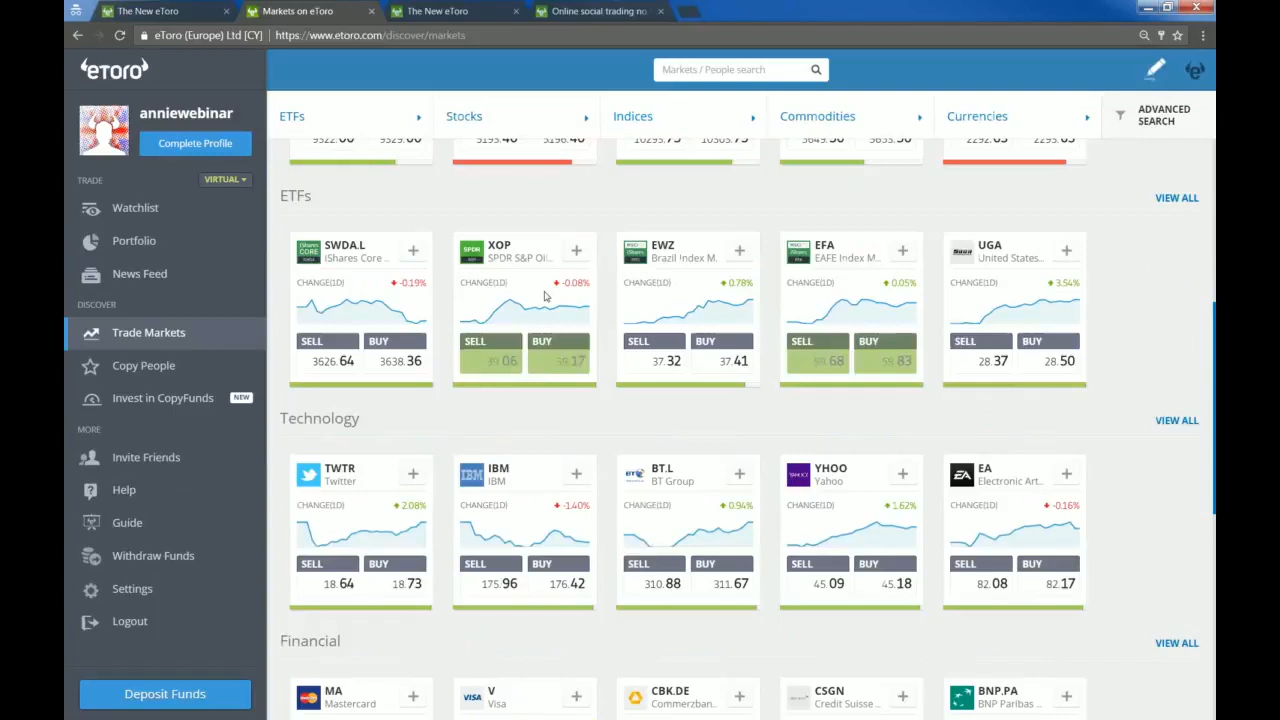 The New eToro
Markets on eToro
The New eToro
Online social trading no
eToro (Europe) Ltd [CY] https://www.etoro.com/discover/markets
eToro
Markets / People search
anniewebinar
Complete Profile
TRADE
VIRTUAL
Watchlist
Portfolio
News Feed
DISCOVER
Trade Markets
Copy People
Invest in CopyFunds NEW
MORE
Invite Friends
Help
Guide
Withdraw Funds
Settings
Logout
Deposit Funds
ETFs Stocks Indices Commodities Currencies ADVANCED SEARCH
ETFs VIEW ALL
SWDA.L XOP EWZ EFA UGA
iShares Core .. SPDR S&P Oil... Brazil Index M.. EAFE Index M.. United States..
CHANGE(1D) -0.19% CHANGE(1D) -0.08% CHANGE(1D) 0.78% CHANGE(1D) 0.05% CHANGE(1D) 3.54%
SELL BUY SELL BUY SELL BUY SELL BUY SELL BUY
3626.64 3638.36 39.06 39.17 37.32 37.41 59.68 59.83 28.37 28.50
Technology VIEW ALL
TWTR IBM BT.L YHOO EA
Twitter IBM BT Group Yahoo Electronic Art..
CHANGE(1D) 2.08% CHANGE(1D) -1.40% CHANGE(1D) 0.94% CHANGE(1D) 1.62% CHANGE(1D) -0.16%
SELL BUY SELL BUY SELL BUY SELL BUY SELL BUY
18.64 18.73 175.96 176.42 310.88 311.67 45.09 45.18 82.08 82.17
Financial VIEW ALL
MA V CBK.DE CSGN BNP.PA
Mastercard Visa Commerzban.. Credit Suisse .. BNP Paribas ..